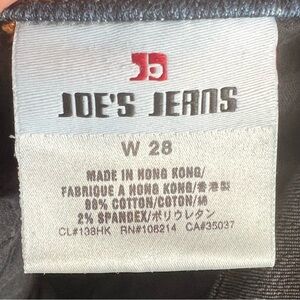 JOE'S JEANS
W 28
MADE IN HONG KONG/
FABRIQUE A HONG KONG/香港製
98% COTTON/COTON/綿
2% SPANDEX/ポリウレタン
CL#138HK RN#106214 CA#35037